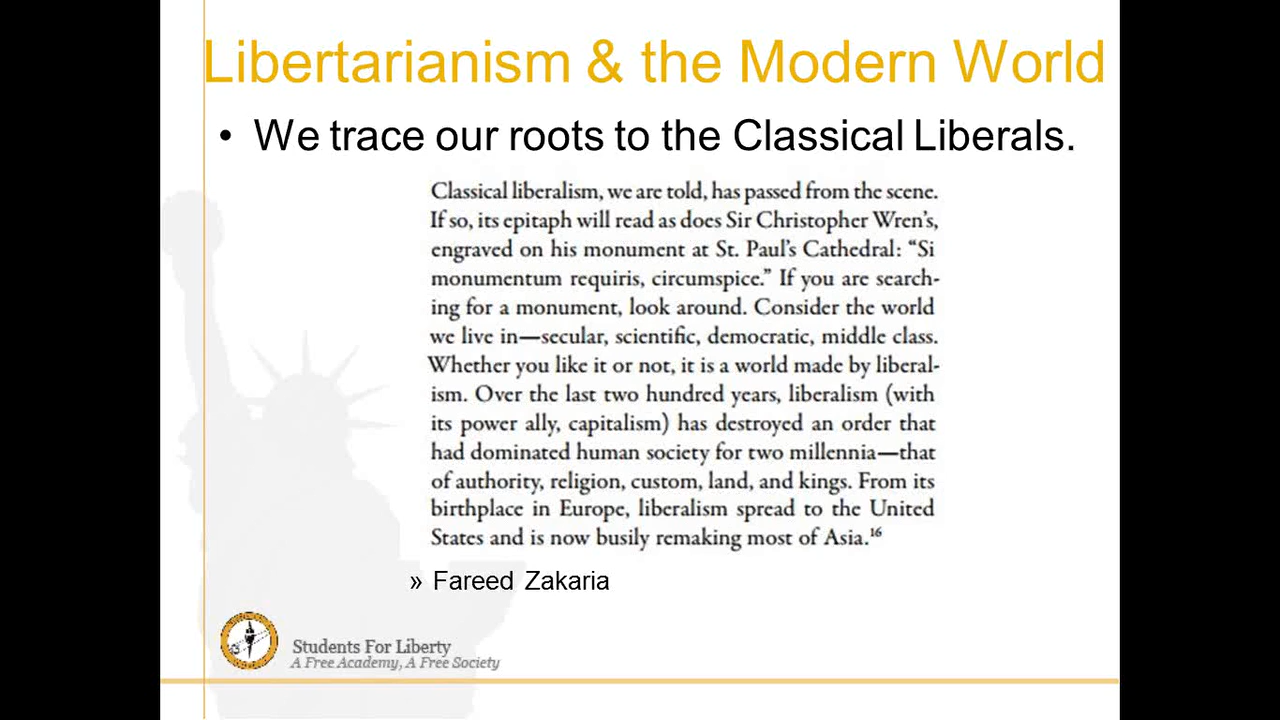 Libertarianism & the Modern World
• We trace our roots to the Classical Liberals.
Classical liberalism, we are told, has passed from the scene.
If so, its epitaph will read as does Sir Christopher Wren's,
engraved on his monument at St. Paul's Cathedral: “Si
monumentum requiris, circumspice.” If you are search-
ing for a monument, look around. Consider the world
we live in—secular, scientific, democratic, middle class.
Whether you like it or not, it is a world made by liberal-
ism. Over the last two hundred years, liberalism (with
its power ally, capitalism) has destroyed an order that
had dominated human society for two millennia—that
of authority, religion, custom, land, and kings. From its
birthplace in Europe, liberalism spread to the United
States and is now busily remaking most of Asia.16
» Fareed Zakaria
Students For Liberty
A Free Academy, A Free Society